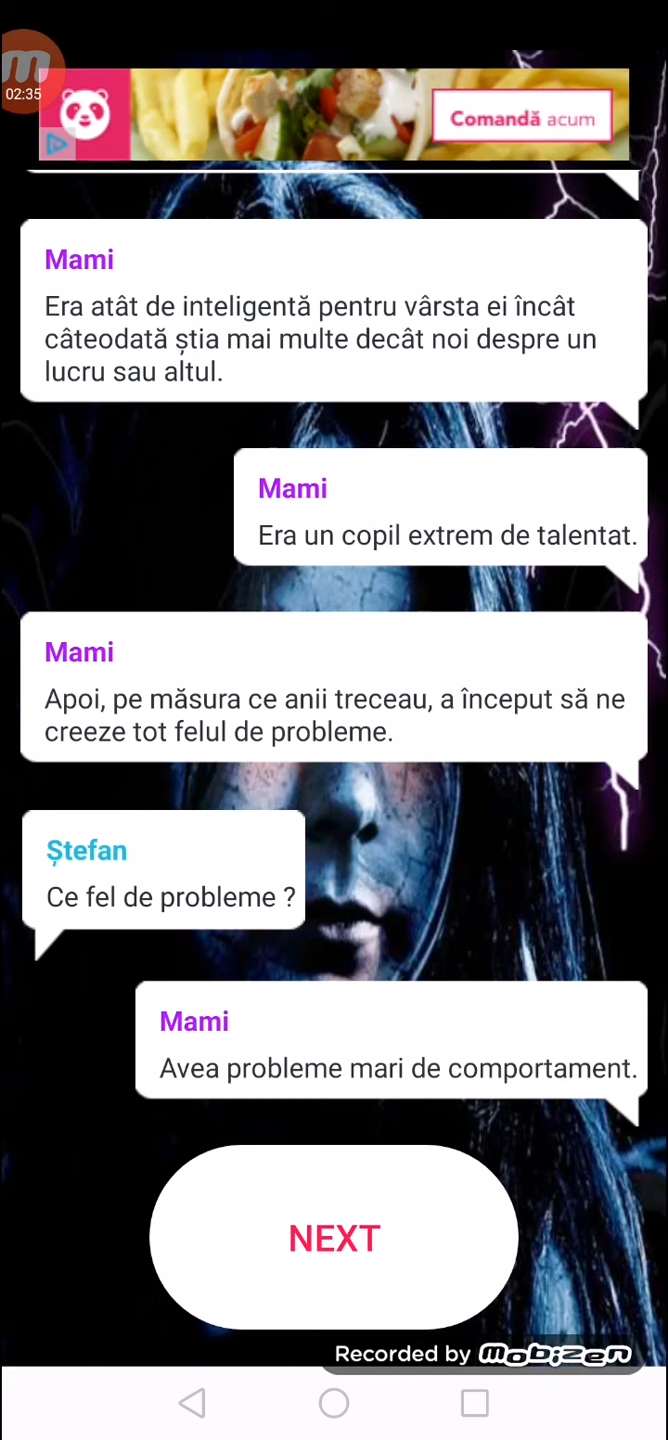 02:35
Comandă acum
Mami
Era atât de inteligentă pentru vârsta ei încât
câteodată știa mai multe decât noi despre un
lucru sau altul.
Mami
Era un copil extrem de talentat.
Mami
Apoi, pe măsura ce anii treceau, a început să ne
creeze tot felul de probleme.
Ștefan
Ce fel de probleme ?
Mami
Avea probleme mari de comportament.
NEXT
Recorded by mobizen